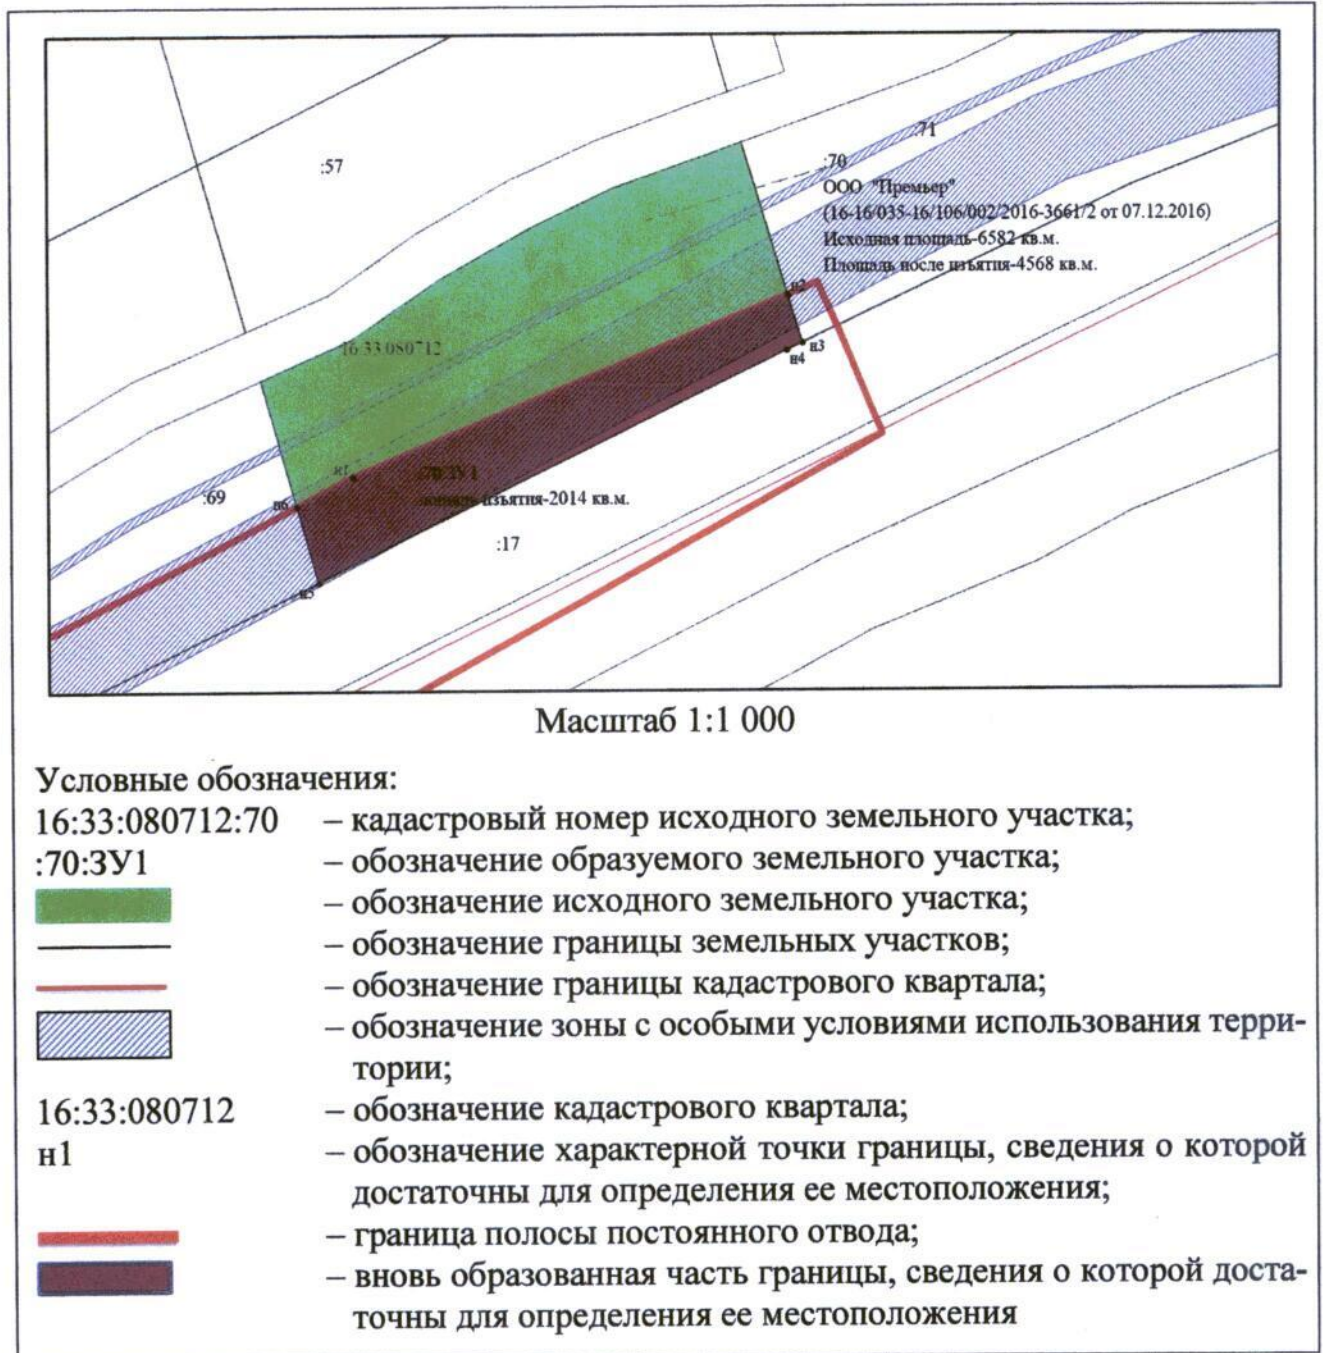 :57
:71
:70
ООО "Премьер"
(16-16/035-16/106/002/2016-3661/2 от 07.12.2016)
Исходная площадь-6582 кв.м.
Площадь после изъятия-4568 кв.м.
н2
н3
н4
16:33:080712
н1
:70:ЗУ1
изъятия-2014 кв.м.
:69
н6
:17
н5
Масштаб 1:1 000
Условные обозначения:
16:33:080712:70 – кадастровый номер исходного земельного участка;
:70:ЗУ1 – обозначение образуемого земельного участка;
– обозначение исходного земельного участка;
– обозначение границы земельных участков;
– обозначение границы кадастрового квартала;
– обозначение зоны с особыми условиями использования терри-
тории;
16:33:080712 – обозначение кадастрового квартала;
н1 – обозначение характерной точки границы, сведения о которой
достаточны для определения ее местоположения;
– граница полосы постоянного отвода;
– вновь образованная часть границы, сведения о которой доста-
точны для определения ее местоположения